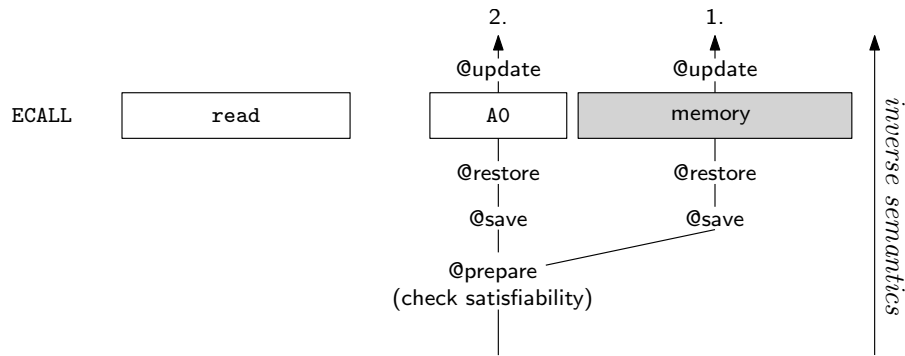 2. 1.
@update @update
ECALL read A0 memory
@restore @restore
@save @save
@prepare
(check satisfiability)
inverse semantics